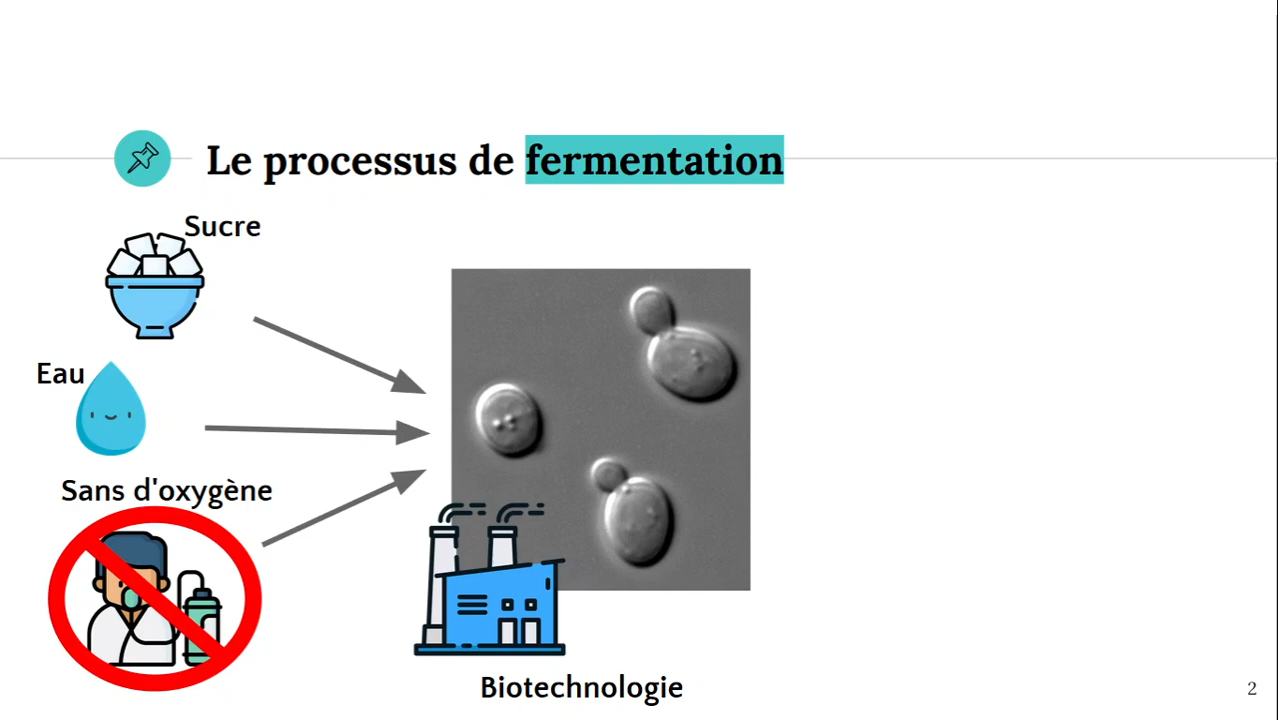 Le processus de fermentation
Sucre
Eau
Sans d'oxygène
Biotechnologie
2